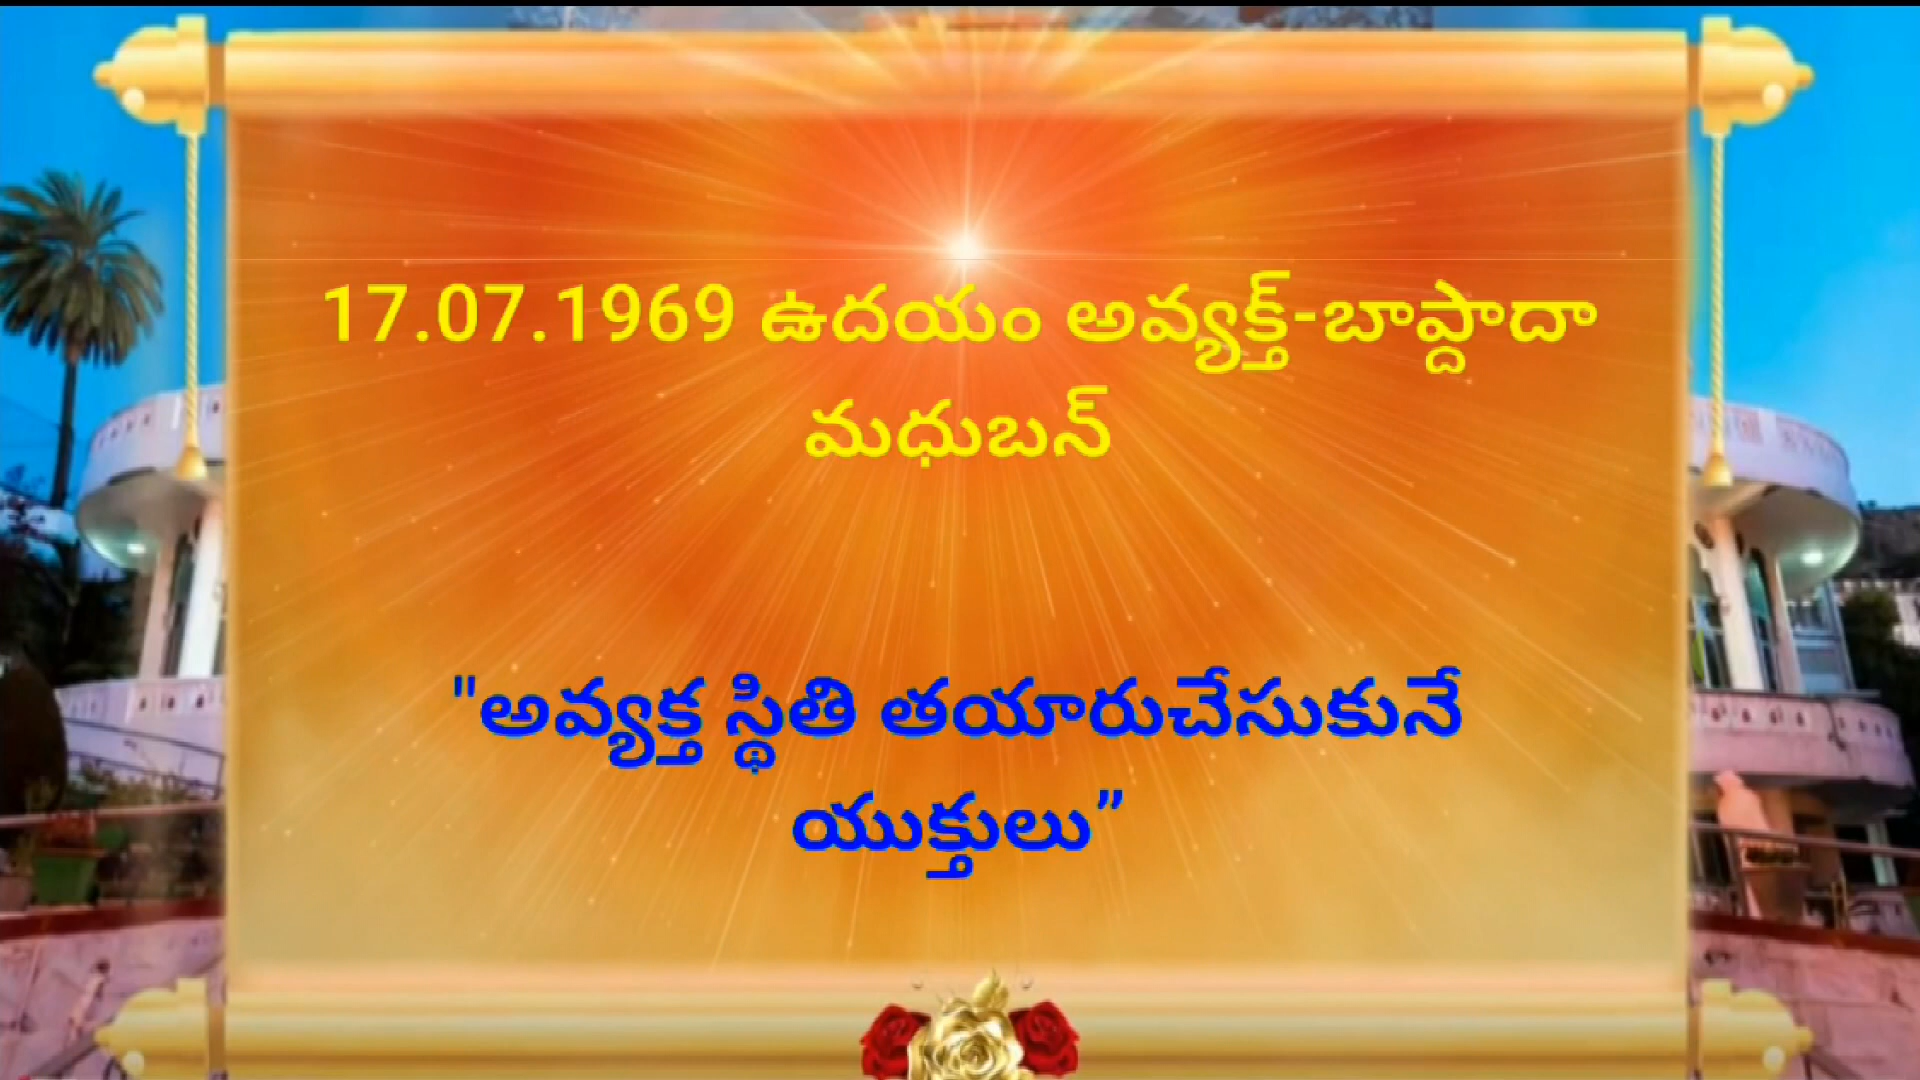 17.07.1969 ఉదయం అవ్యక్త్-బాప్దాదా
మధుబన్
"అవ్యక్త స్థితి తయారుచేసుకునే
యుక్తులు”